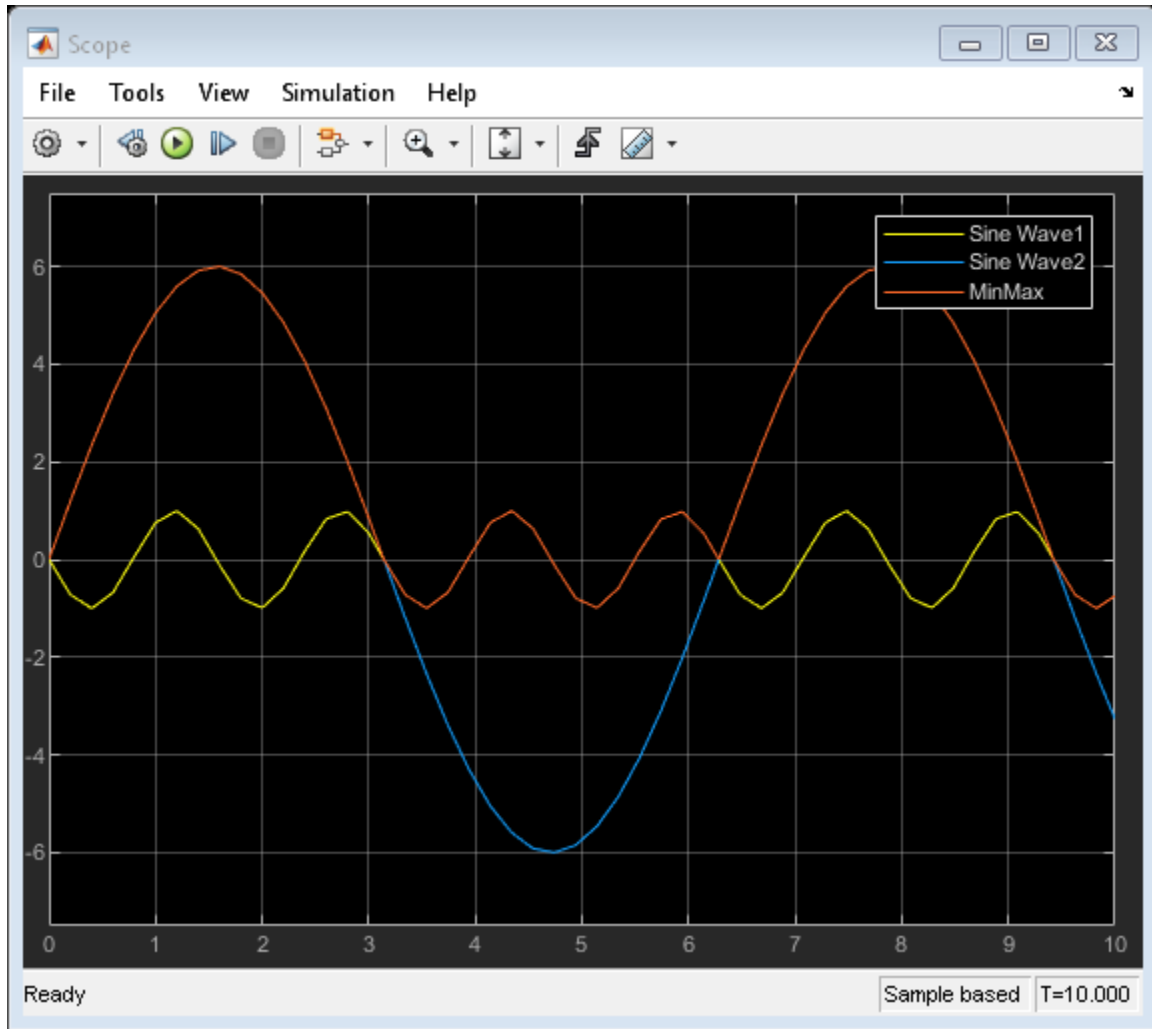 Scope
File Tools View Simulation Help
Sine Wave1
Sine Wave2
MinMax
6
4
2
0
-2
-4
-6
0 1 2 3 4 5 6 7 8 9 10
Ready Sample based T=10.000